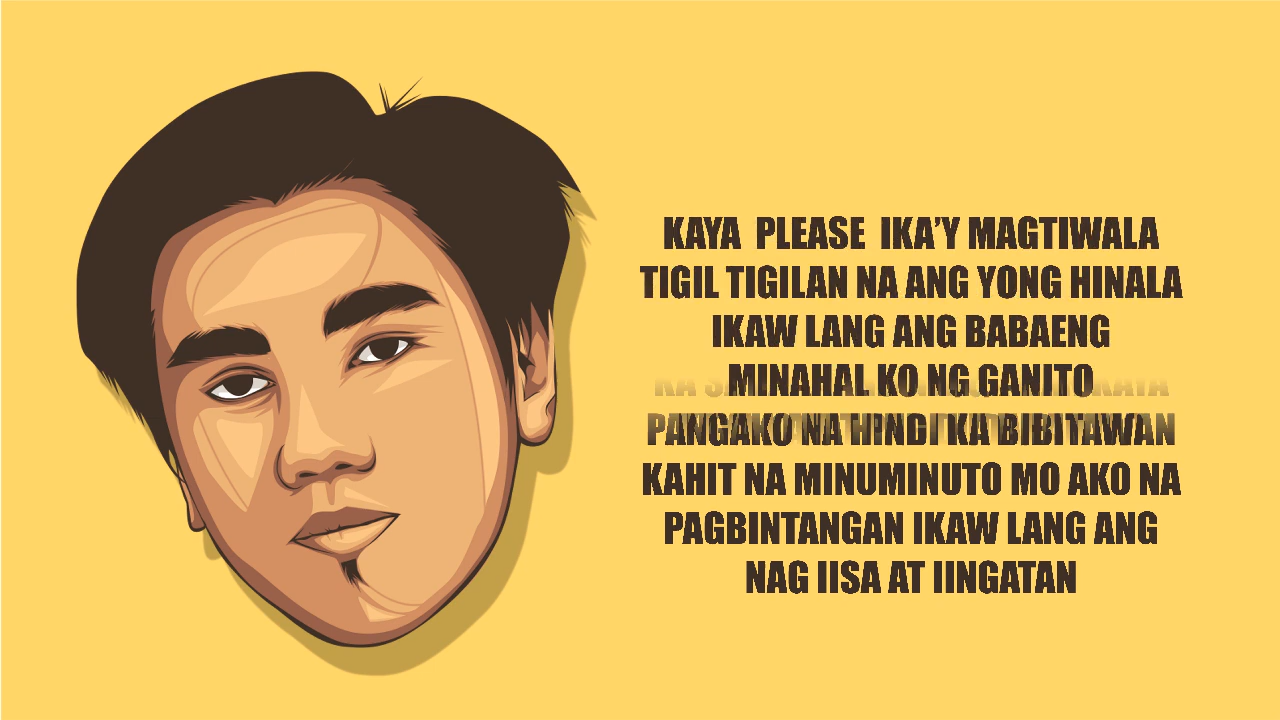 KAYA PLEASE IKA'Y MAGTIWALA
TIGIL TIGILAN NA ANG YONG HINALA
IKAW LANG ANG BABAENG
MINAHAL KO NG GANITO
PANGAKO NA HINDI KA BIBITAWAN
KAHIT NA MINUMINUTO MO AKO NA
PAGBINTANGAN IKAW LANG ANG
NAG IISA AT IINGATAN